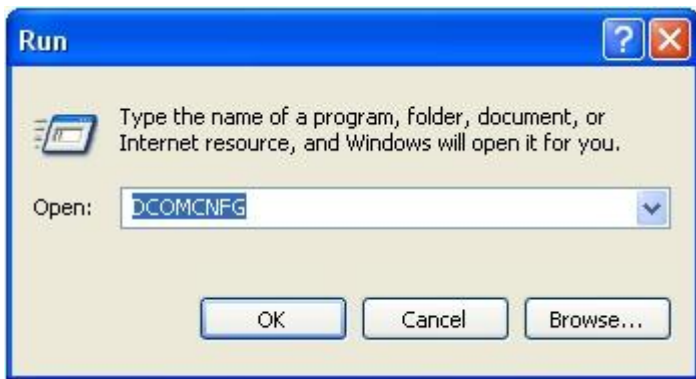 Run
Type the name of a program, folder, document, or
Internet resource, and Windows will open it for you.
Open: DCOMCNFG
OK Cancel Browse...